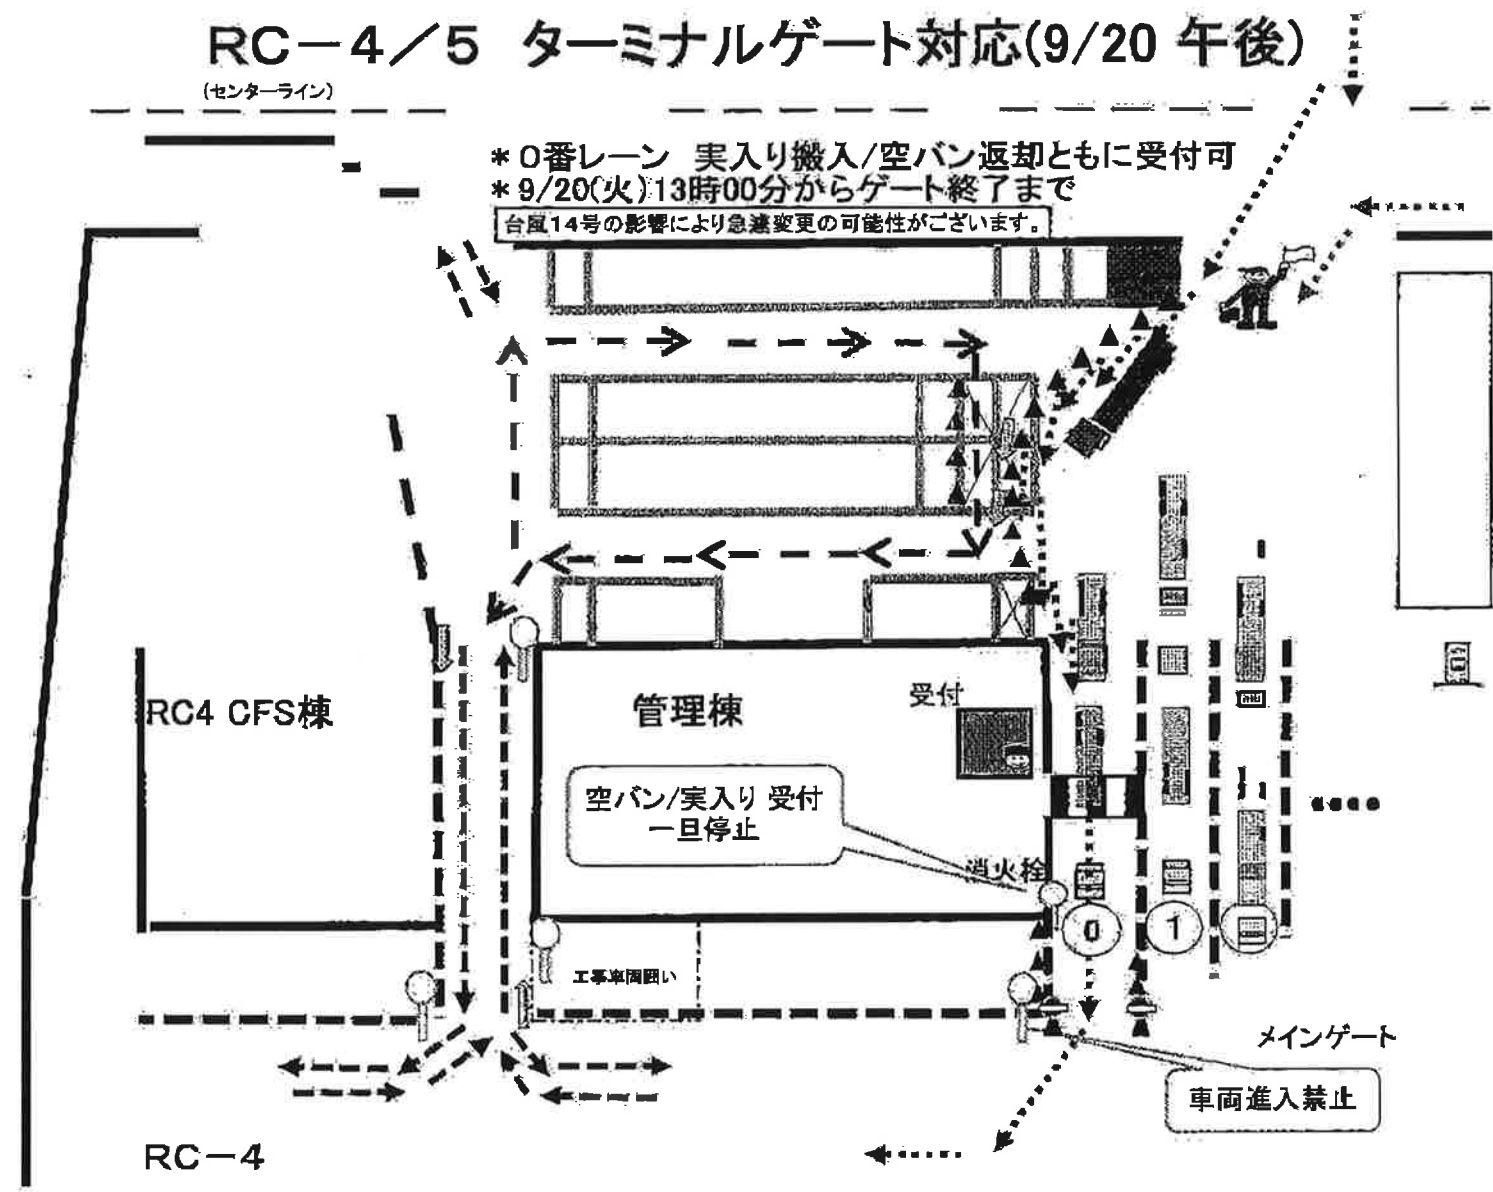 RC－4／5 ターミナルゲート対応(9/20 午後)
(センターライン)
＊０番レーン 実入り搬入/空バン返却ともに受付可
＊9/20(火)13時00分からゲート終了まで
台風14号の影響により急遽変更の可能性がございます。
RC4 CFS棟
管理棟
受付
空バン/実入り 受付
一旦停止
消火栓
0
1
工事車両囲い
メインゲート
車両進入禁止
RC－4